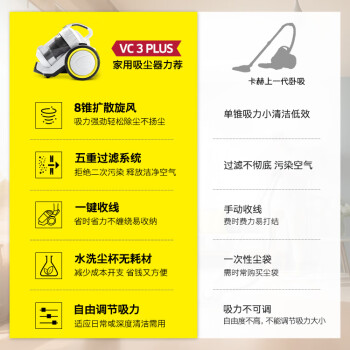 VC 3 PLUS
家用吸尘器力荐
8锥扩散旋风
吸力强劲轻松除尘不扬尘
五重过滤系统
拒绝二次污染 释放洁净空气
一键收线
省时省力不缠绕易收纳
水洗尘杯无耗材
减少成本开支 省钱又方便
自由调节吸力
适应日常或深度清洁需用
卡赫上一代卧吸
单锥吸力小清洁低效
过滤不彻底 污染空气
手动收线
费时费力易打结
一次性尘袋
需时常购买尘袋
吸力不可调
自由度不高，不能调节吸力大小